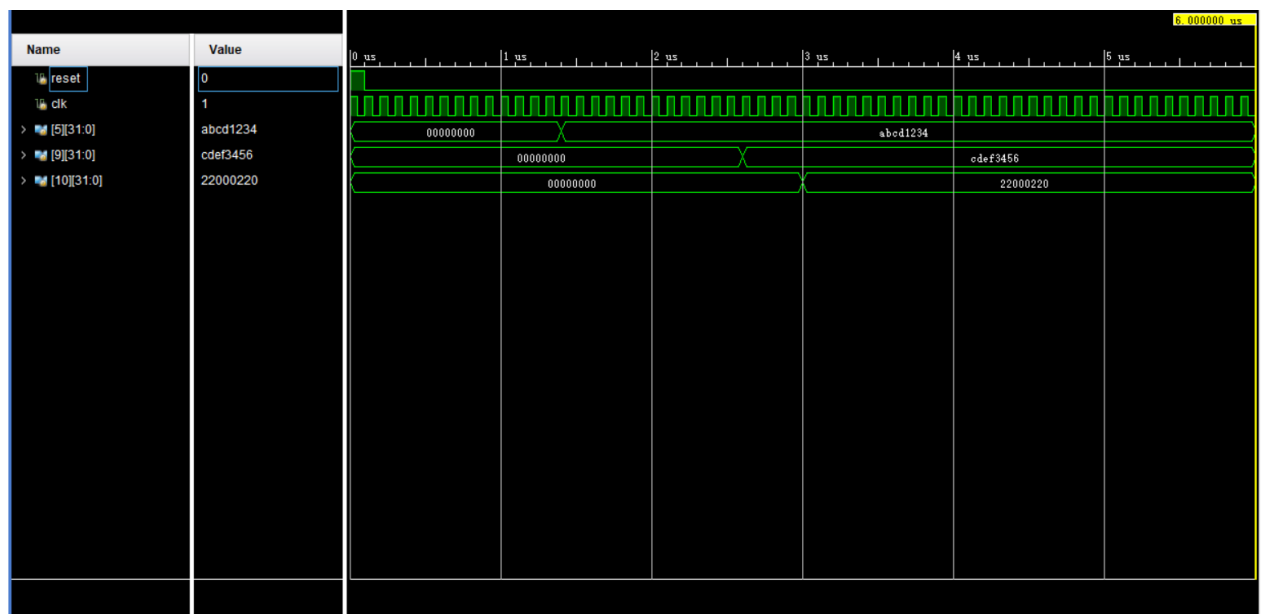 6.000000 us
Name Value
0 us 1 us 2 us 3 us 4 us 5 us
reset 0
clk 1
[5][31:0] abcd1234 00000000 abcd1234
[9][31:0] cdef3456 00000000 cdef3456
[10][31:0] 22000220 00000000 22000220